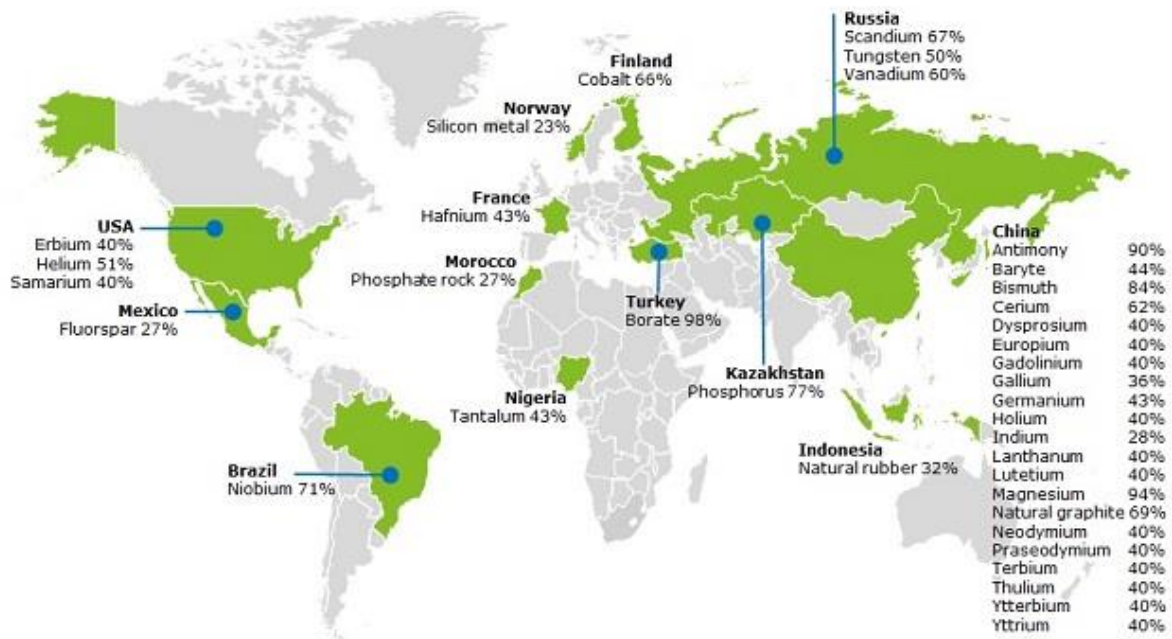 Russia
Scandium 67%
Tungsten 50%
Vanadium 60%
Finland
Cobalt 66%
Norway
Silicon metal 23%
France
Hafnium 43%
USA
Erbium 40%
Helium 51%
Samarium 40%
Morocco
Phosphate rock 27%
Mexico
Fluorspar 27%
Turkey
Borate 98%
Kazakhstan
Phosphorus 77%
Nigeria
Tantalum 43%
Indonesia
Natural rubber 32%
Brazil
Niobium 71%
China
Antimony 90%
Baryte 44%
Bismuth 84%
Cerium 62%
Dysprosium 40%
Europium 40%
Gadolinium 40%
Gallium 36%
Germanium 43%
Holium 40%
Indium 28%
Lanthanum 40%
Lutetium 40%
Magnesium 94%
Natural graphite 69%
Neodymium 40%
Praseodymium 40%
Terbium 40%
Thulium 40%
Ytterbium 40%
Yttrium 40%